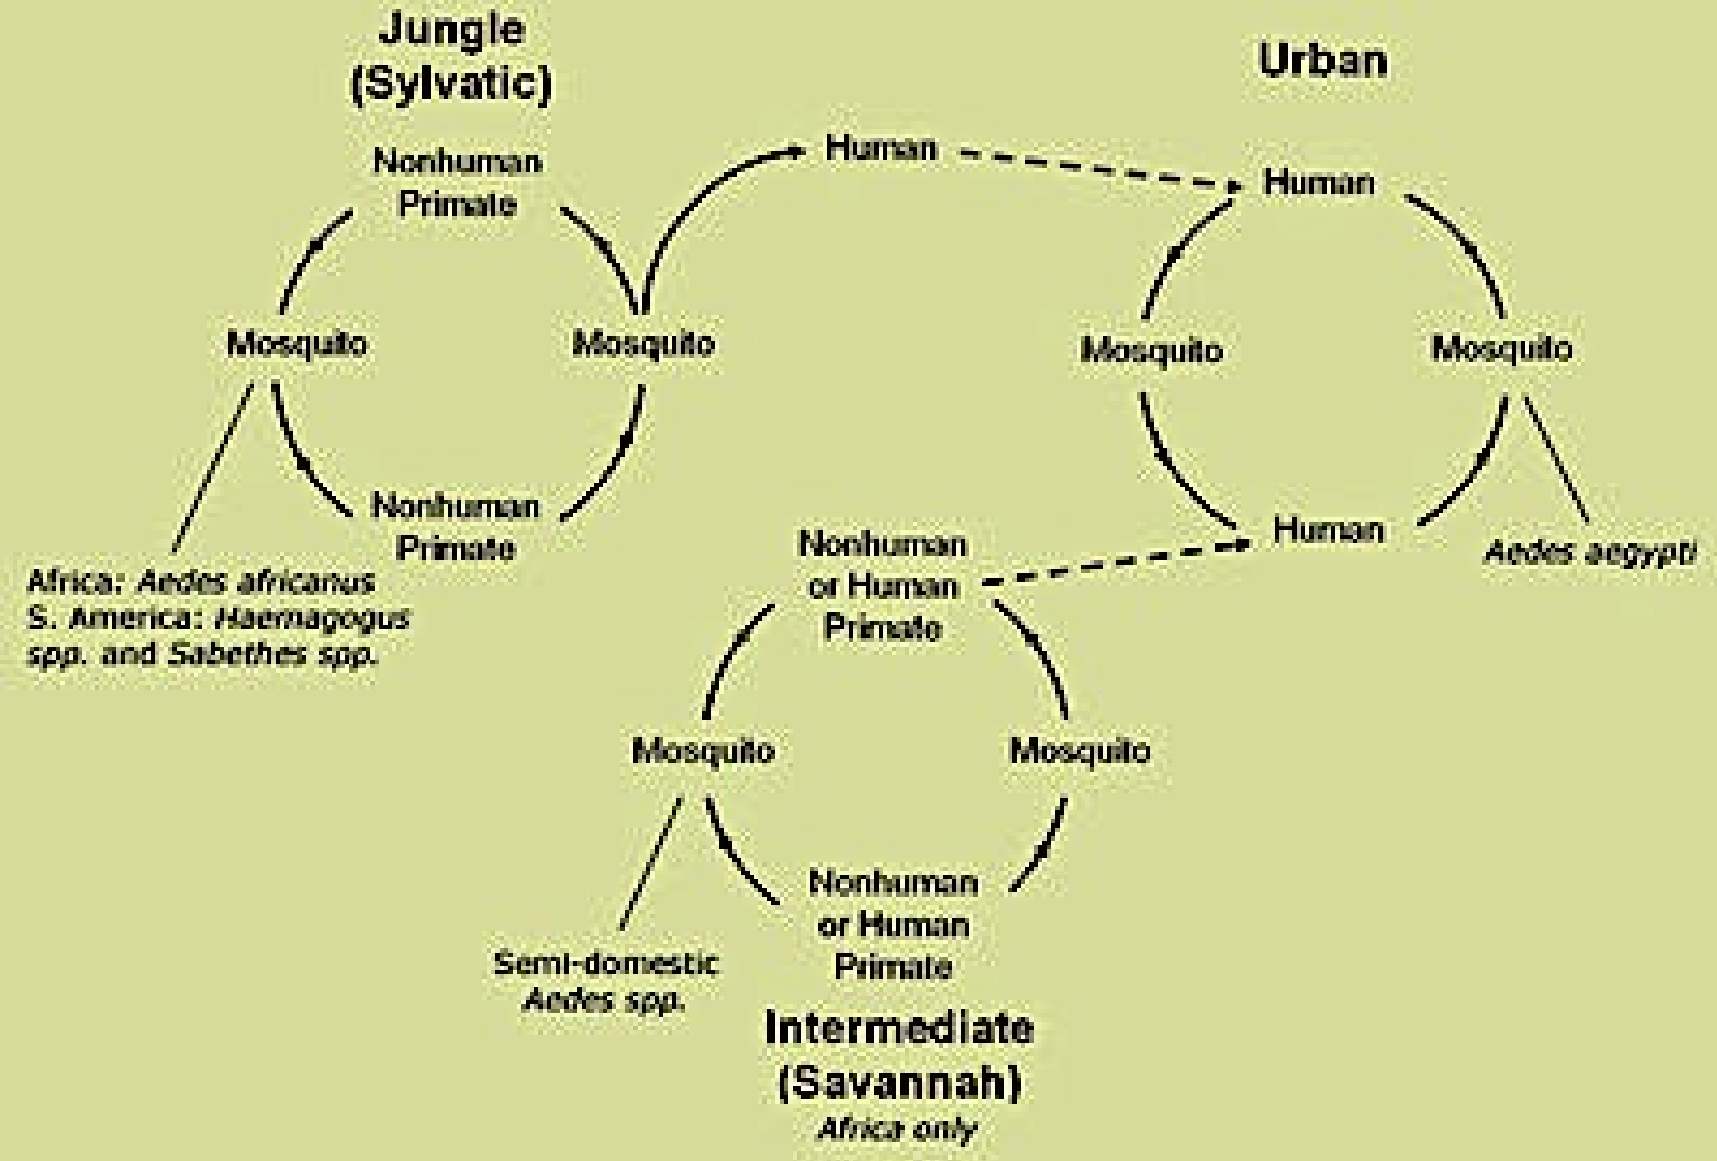 Jungle
(Sylvatic)
Urban
Human
Nonhuman
Primate
Human
Mosquito
Mosquito
Mosquito
Mosquito
Nonhuman
Primate
Human
Nonhuman
or Human
Primate
Aedes aegypti
Africa: Aedes africanus
S. America: Haemagogus
spp. and Sabethes spp.
Mosquito
Mosquito
Nonhuman
or Human
Primate
Semi-domestic
Aedes spp.
Intermediate
(Savannah)
Africa only